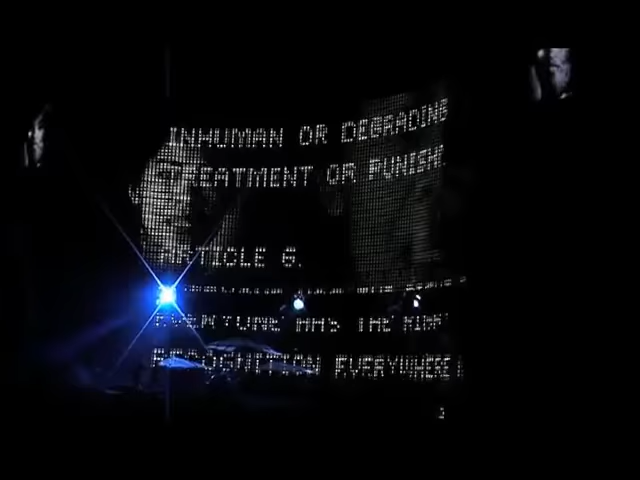 INHUMAN OR DEGRADING
TREATMENT OR PUNISH
ARTICLE 6.
EVERYONE HAS THE RIGHT
RECOGNITION EVERYWHERE